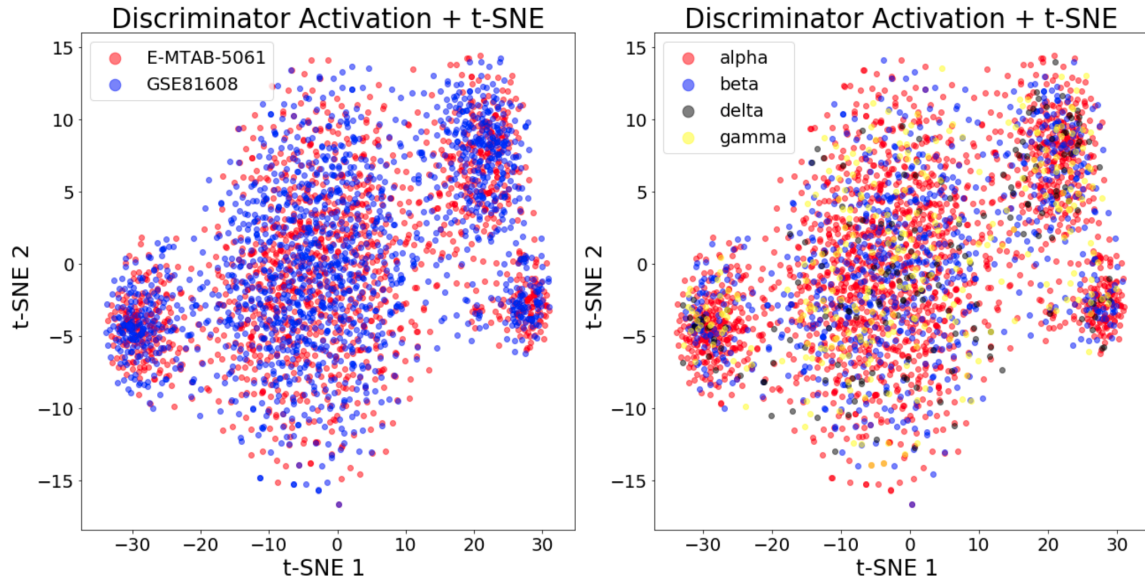 Discriminator Activation + t-SNE
E-MTAB-5061
GSE81608
15
10
5
0
−5
−10
−15
t-SNE 2
−30
−20
−10
0
10
20
30
t-SNE 1
Discriminator Activation + t-SNE
alpha
beta
delta
gamma
15
10
5
0
−5
−10
−15
t-SNE 2
−30
−20
−10
0
10
20
30
t-SNE 1